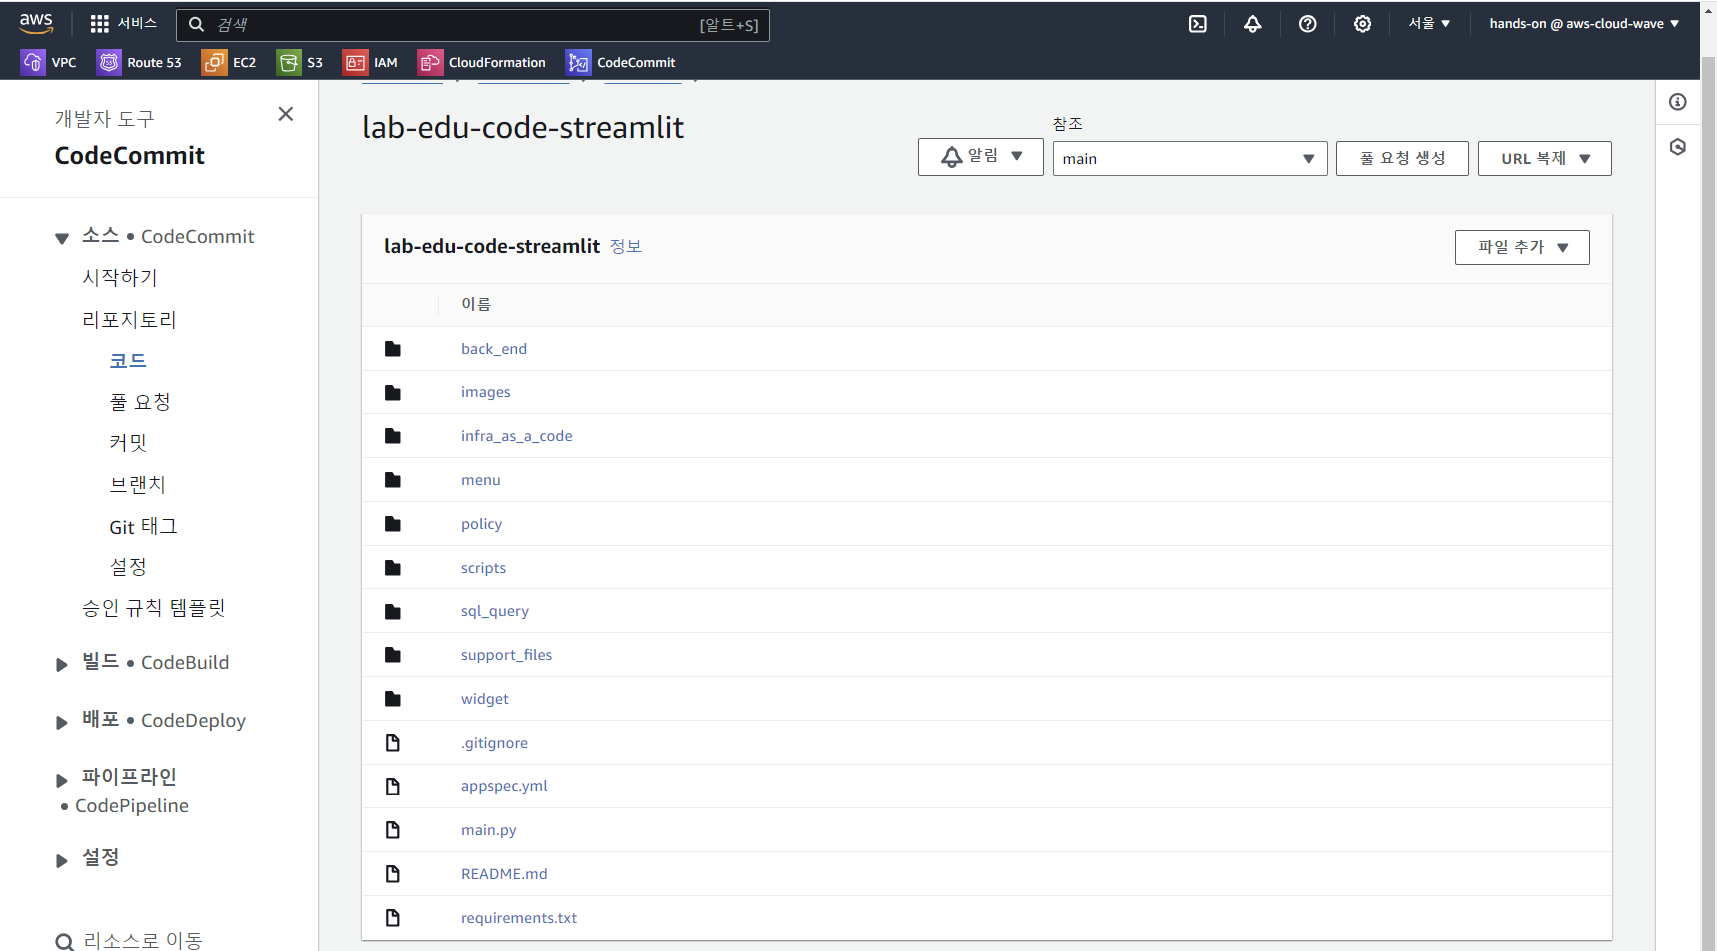 aws 서비스 검색 [알트+S] 서울 ▼ hands-on @ aws-cloud-wave ▼
VPC Route 53 EC2 S3 IAM CloudFormation CodeCommit
개발자 도구
CodeCommit
소스 • CodeCommit
시작하기
리포지토리
코드
풀 요청
커밋
브랜치
Git 태그
설정
승인 규칙 템플릿
빌드 • CodeBuild
배포 • CodeDeploy
파이프라인
• CodePipeline
설정
리소스로 이동
lab-edu-code-streamlit
참조
알림 ▼ main ▼ 풀 요청 생성 URL 복제 ▼
lab-edu-code-streamlit 정보
파일 추가 ▼
이름
back_end
images
infra_as_a_code
menu
policy
scripts
sql_query
support_files
widget
.gitignore
appspec.yml
main.py
README.md
requirements.txt